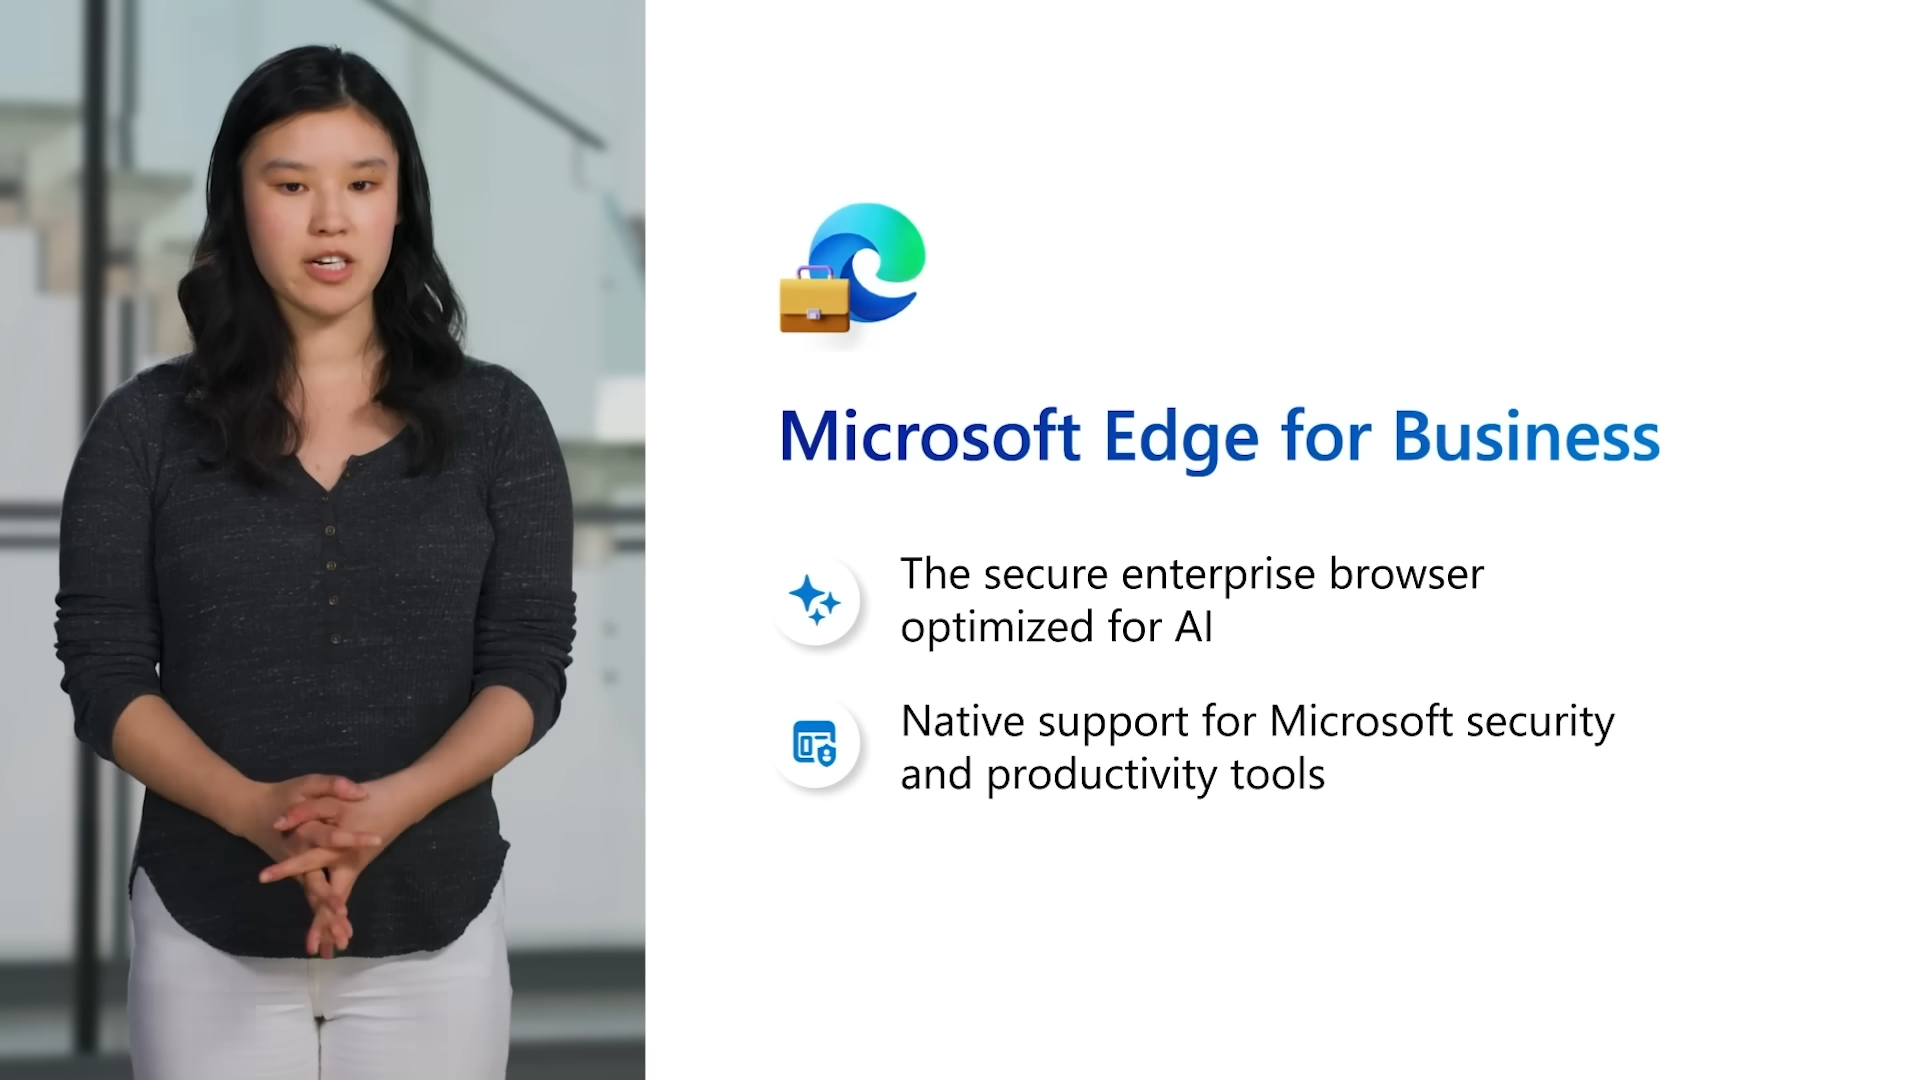 Microsoft Edge for Business
The secure enterprise browser
optimized for AI
Native support for Microsoft security
and productivity tools